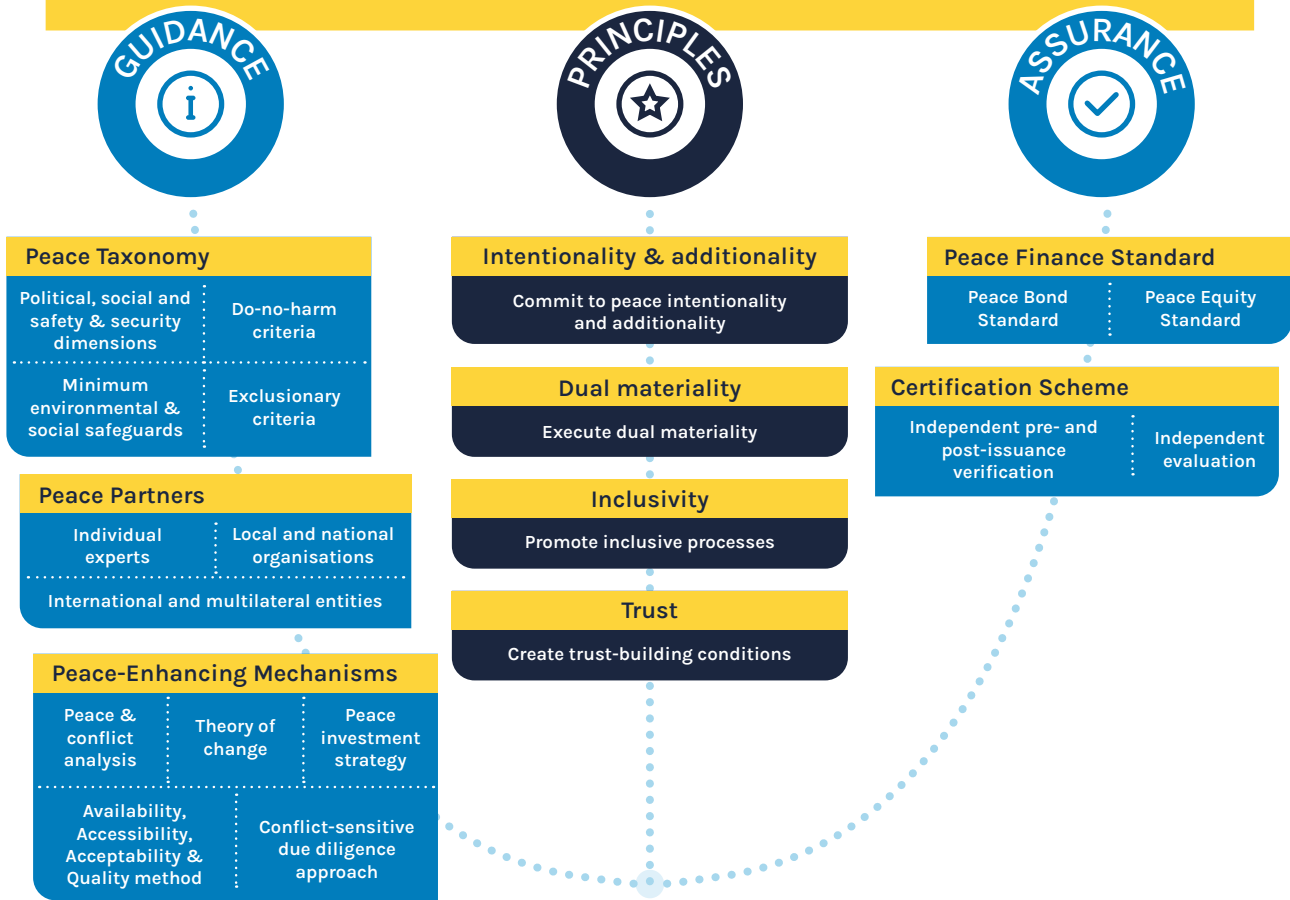 GUIDANCE
Peace Taxonomy
Political, social and
safety & security
dimensions
Do-no-harm
criteria
Minimum
environmental &
social safeguards
Exclusionary
criteria
Peace Partners
Individual
experts
Local and national
organisations
International and multilateral entities
Peace-Enhancing Mechanisms
Peace &
conflict
analysis
Theory of
change
Peace
investment
strategy
Availability,
Accessibility,
Acceptability &
Quality method
Conflict-sensitive
due diligence
approach
PRINCIPLES
Intentionality & additionality
Commit to peace intentionality
and additionality
Dual materiality
Execute dual materiality
Inclusivity
Promote inclusive processes
Trust
Create trust-building conditions
ASSURANCE
Peace Finance Standard
Peace Bond
Standard
Peace Equity
Standard
Certification Scheme
Independent pre- and
post-issuance
verification
Independent
evaluation